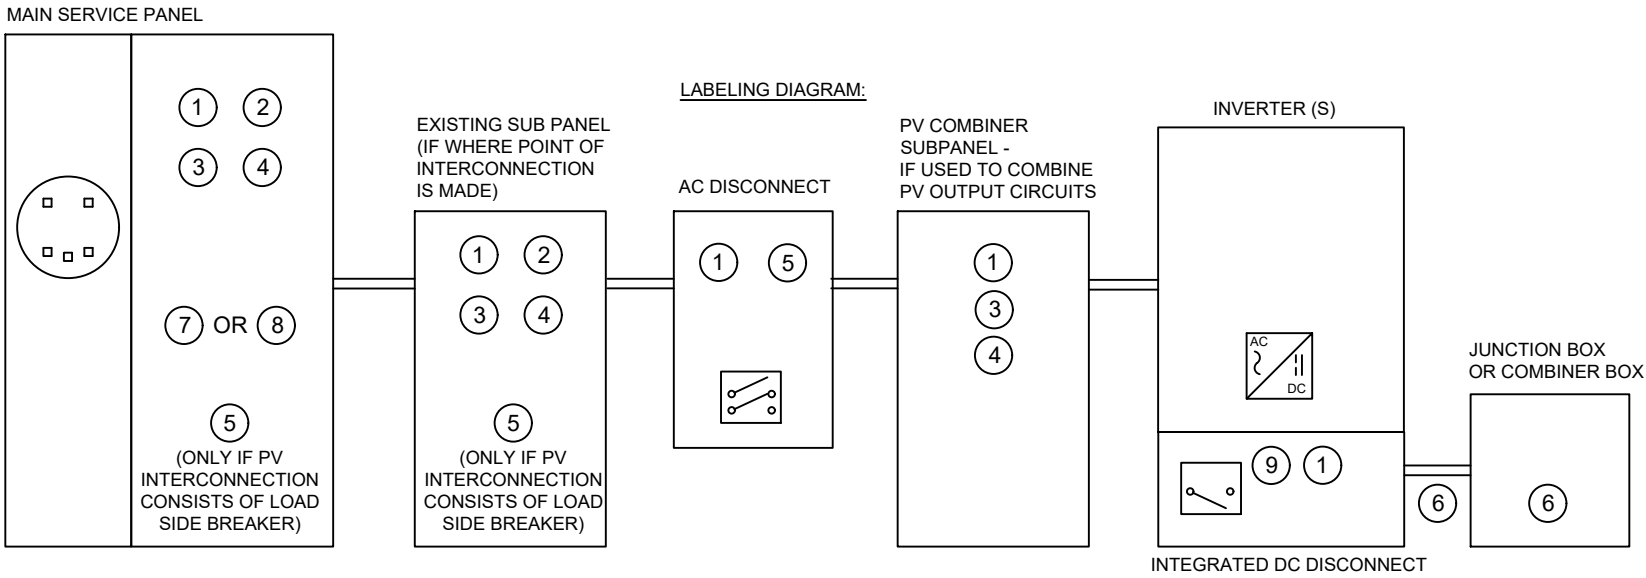 MAIN SERVICE PANEL
1 2
3 4
7 OR 8
5
(ONLY IF PV
INTERCONNECTION
CONSISTS OF LOAD
SIDE BREAKER)
EXISTING SUB PANEL
(IF WHERE POINT OF
INTERCONNECTION
IS MADE)
1 2
3 4
5
(ONLY IF PV
INTERCONNECTION
CONSISTS OF LOAD
SIDE BREAKER)
LABELING DIAGRAM:
AC DISCONNECT
1 5
PV COMBINER
SUBPANEL -
IF USED TO COMBINE
PV OUTPUT CIRCUITS
1
3
4
INVERTER (S)
AC
DC
9 1
INTEGRATED DC DISCONNECT
6
JUNCTION BOX
OR COMBINER BOX
6